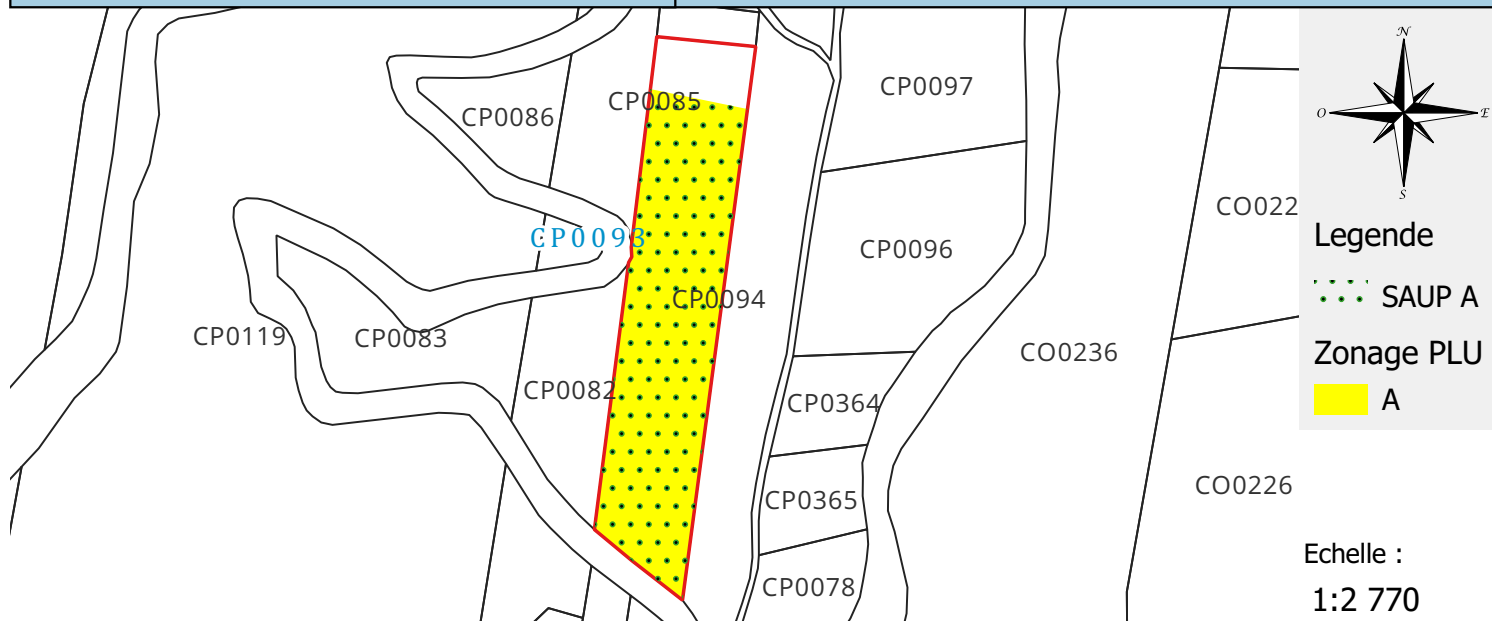 N
O
E
S
CP0097
CP0085
CP0086
CO022
CP0093
Legende
CP0096
SAUP A
CP0094
CP0119
CP0083
CO0236
Zonage PLU
A
CP0082
CP0364
CO0226
CP0365
Echelle :
CP0078
1:2 770